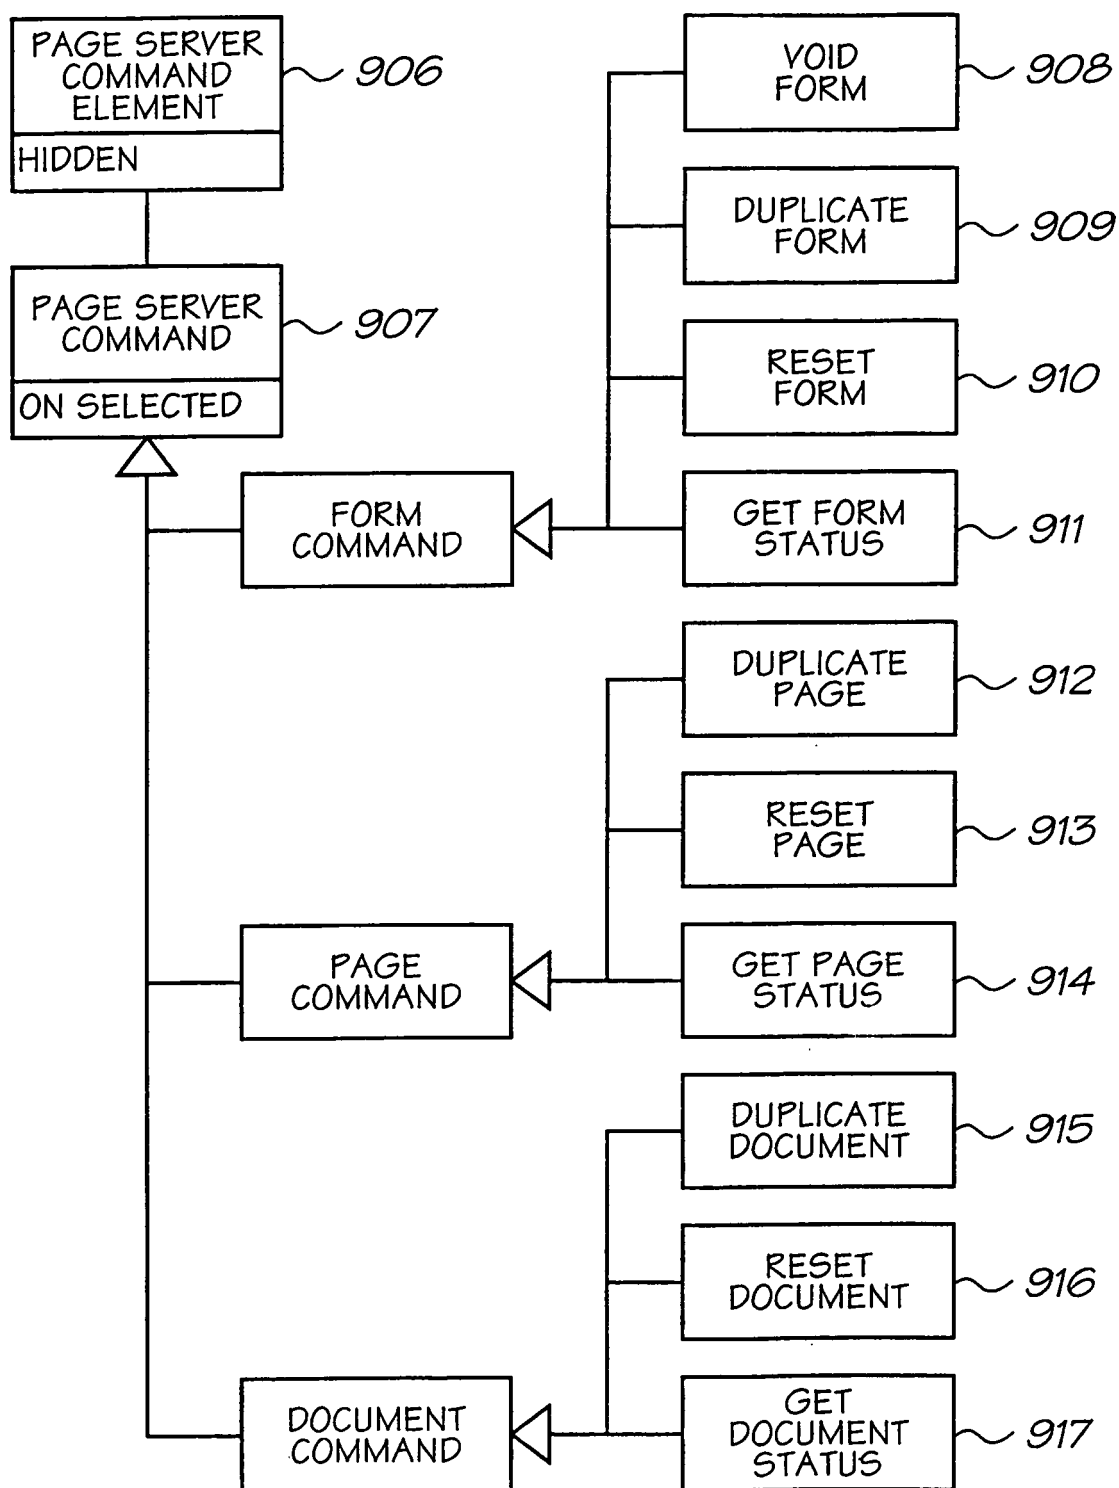 PAGE SERVER
COMMAND
ELEMENT
906
HIDDEN
PAGE SERVER
COMMAND
907
ON SELECTED
FORM
COMMAND
VOID
FORM
908
DUPLICATE
FORM
909
RESET
FORM
910
GET FORM
STATUS
911
PAGE
COMMAND
DUPLICATE
PAGE
912
RESET
PAGE
913
GET PAGE
STATUS
914
DOCUMENT
COMMAND
DUPLICATE
DOCUMENT
915
RESET
DOCUMENT
916
GET
DOCUMENT
STATUS
917